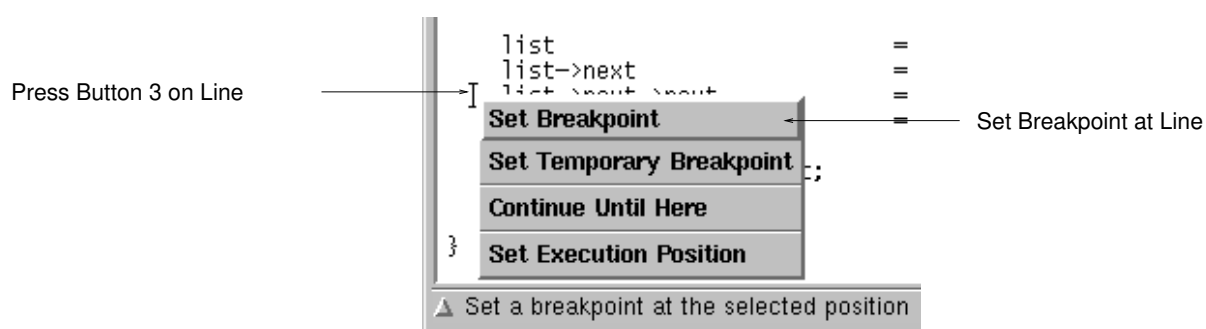 list =
list->next =
Press Button 3 on Line
=
Set Breakpoint =
Set Breakpoint at Line
Set Temporary Breakpoint
;
Continue Until Here
}
Set Execution Position
Set a breakpoint at the selected position